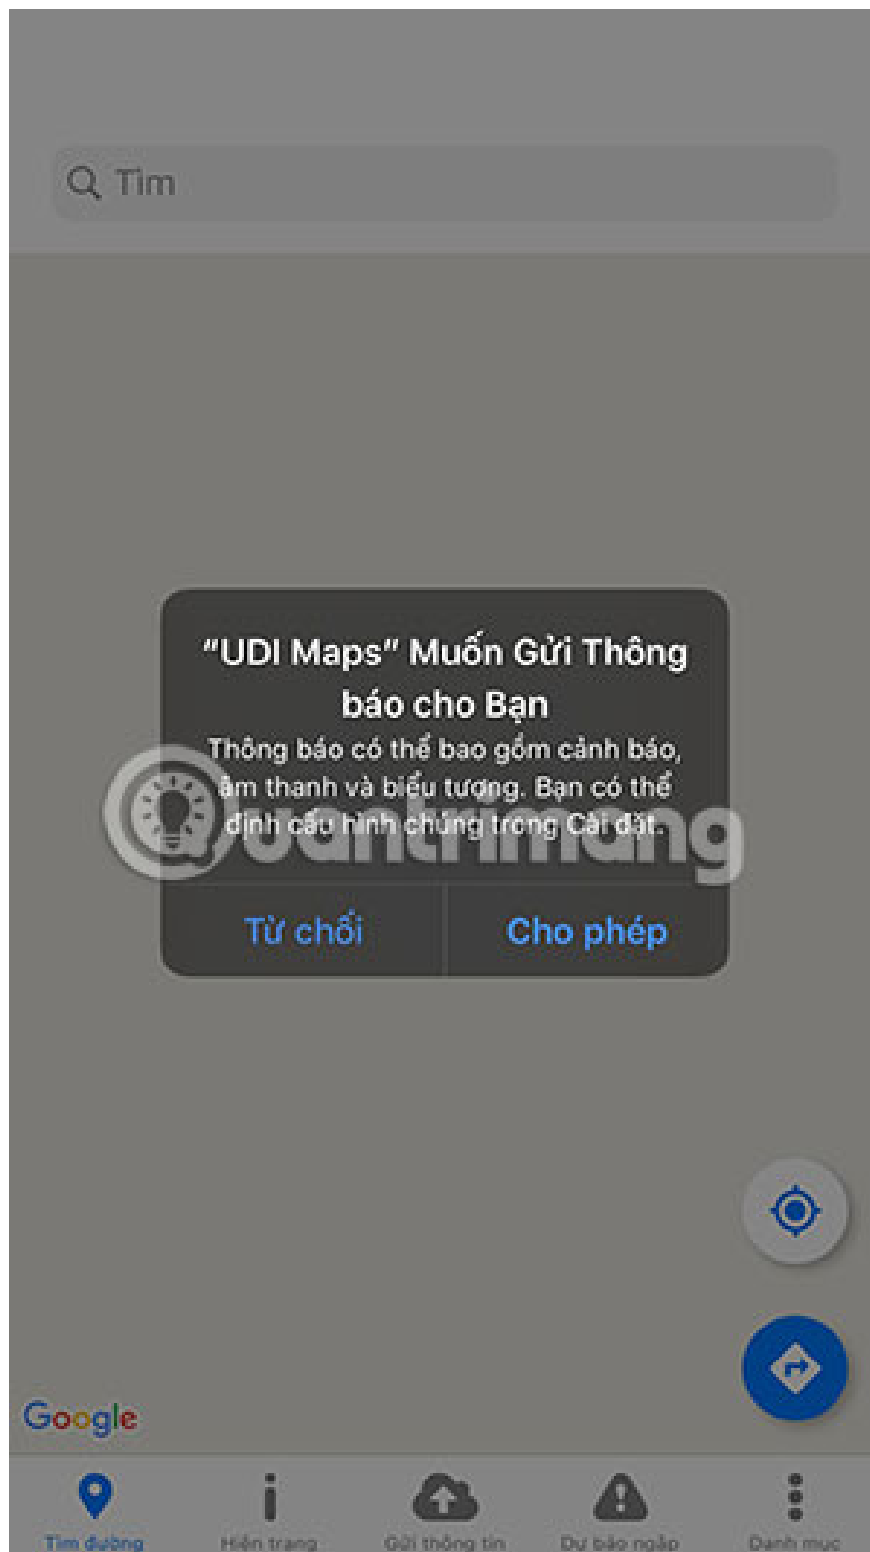 Tìm
“UDI Maps” Muốn Gửi Thông
báo cho Bạn
Thông báo có thể bao gồm cảnh báo,
âm thanh và biểu tượng. Bạn có thể
định cấu hình chúng trong Cài đặt.
Quantrimang
Từ chối
Cho phép
Google
Tìm đường
Hiện trạng
Gửi thông tin
Dự báo ngập
Danh mục